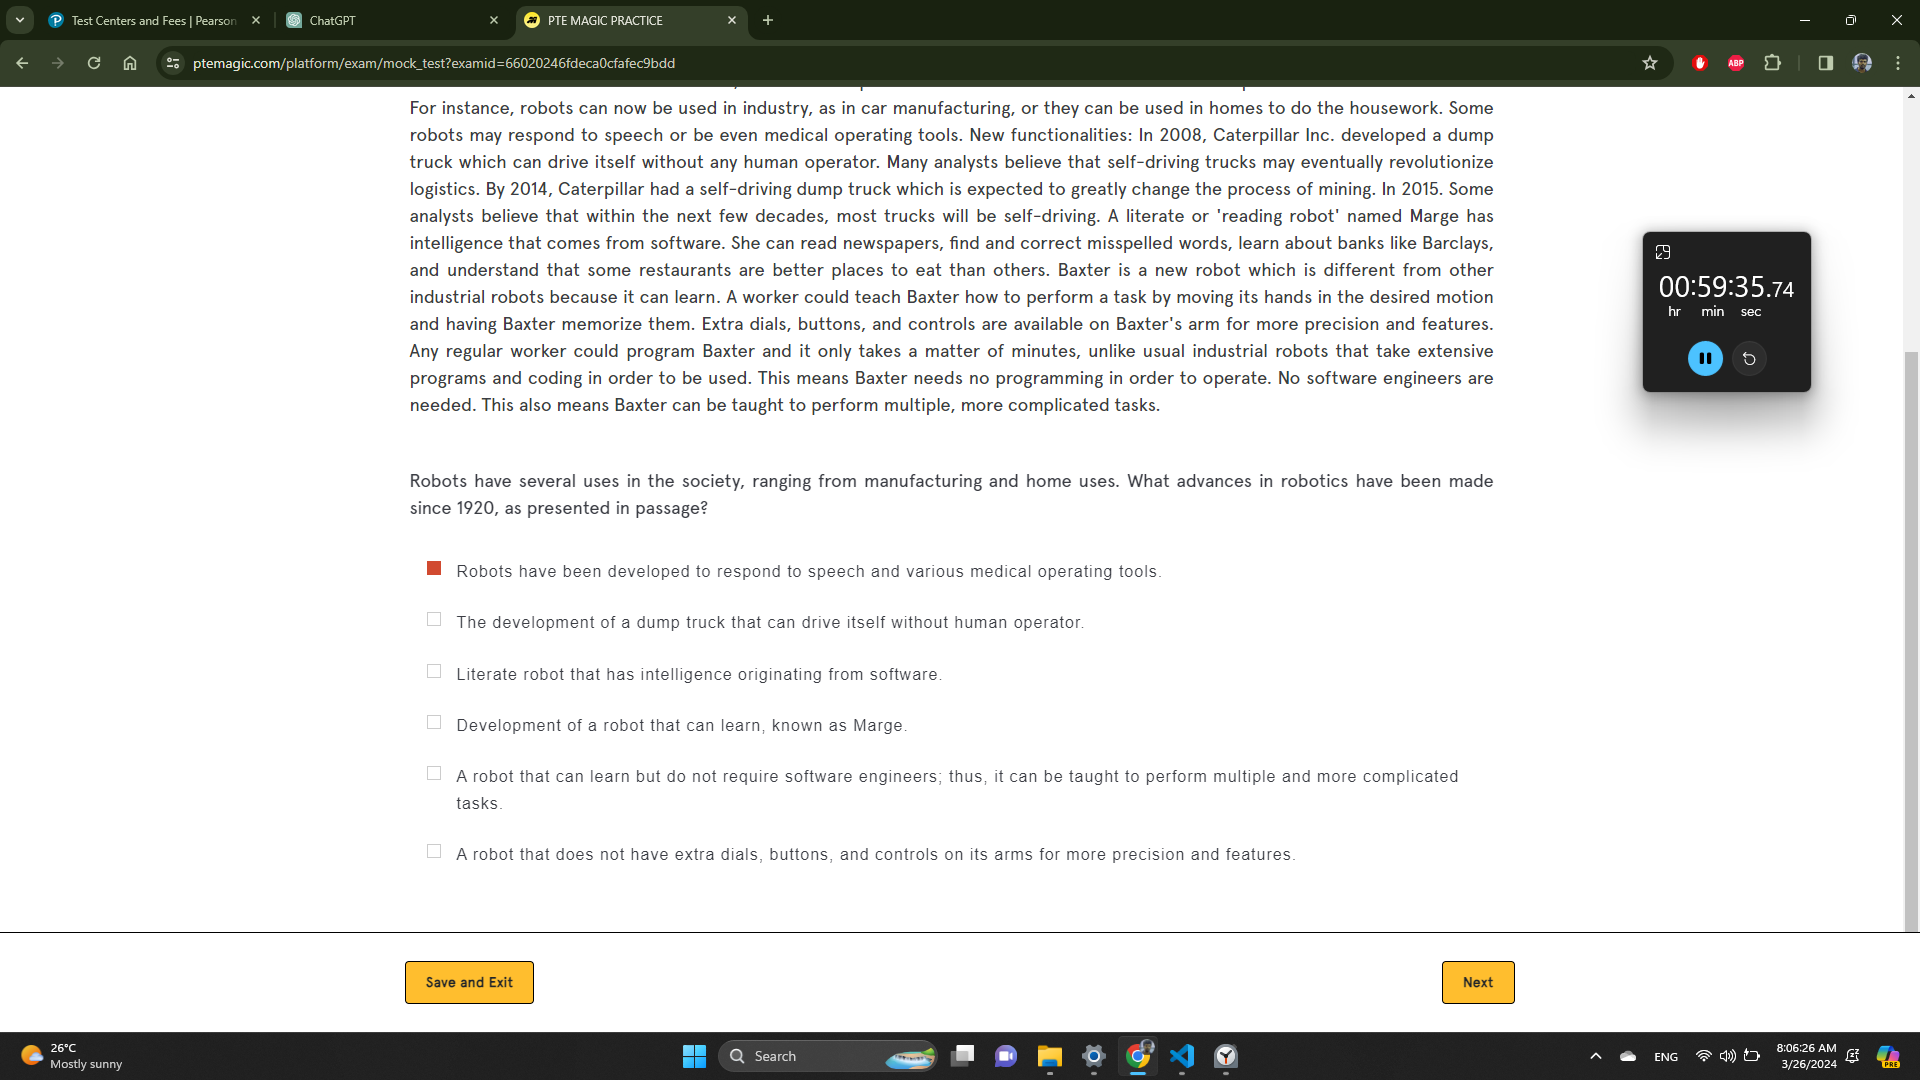 Test Centers and Fees | Pearson
ChatGPT
PTE MAGIC PRACTICE
ptemagic.com/platform/exam/mock_test?examid=66020246fdeca0cfafec9bdd
ABP
For instance, robots can now be used in industry, as in car manufacturing, or they can be used in homes to do the housework. Some
robots may respond to speech or be even medical operating tools. New functionalities: In 2008, Caterpillar Inc. developed a dump
truck which can drive itself without any human operator. Many analysts believe that self-driving trucks may eventually revolutionize
logistics. By 2014, Caterpillar had a self-driving dump truck which is expected to greatly change the process of mining. In 2015. Some
analysts believe that within the next few decades, most trucks will be self-driving. A literate or 'reading robot' named Marge has
intelligence that comes from software. She can read newspapers, find and correct misspelled words, learn about banks like Barclays,
and understand that some restaurants are better places to eat than others. Baxter is a new robot which is different from other
industrial robots because it can learn. A worker could teach Baxter how to perform a task by moving its hands in the desired motion
and having Baxter memorize them. Extra dials, buttons, and controls are available on Baxter's arm for more precision and features.
Any regular worker could program Baxter and it only takes a matter of minutes, unlike usual industrial robots that take extensive
programs and coding in order to be used. This means Baxter needs no programming in order to operate. No software engineers are
needed. This also means Baxter can be taught to perform multiple, more complicated tasks.
00:59:35.74
hr min sec
Robots have several uses in the society, ranging from manufacturing and home uses. What advances in robotics have been made
since 1920, as presented in passage?
Robots have been developed to respond to speech and various medical operating tools.
The development of a dump truck that can drive itself without human operator.
Literate robot that has intelligence originating from software.
Development of a robot that can learn, known as Marge.
A robot that can learn but do not require software engineers; thus, it can be taught to perform multiple and more complicated
tasks.
A robot that does not have extra dials, buttons, and controls on its arms for more precision and features.
Save and Exit
Next
26°C
Mostly sunny
Search
ENG
8:06:26 AM
3/26/2024
PRE